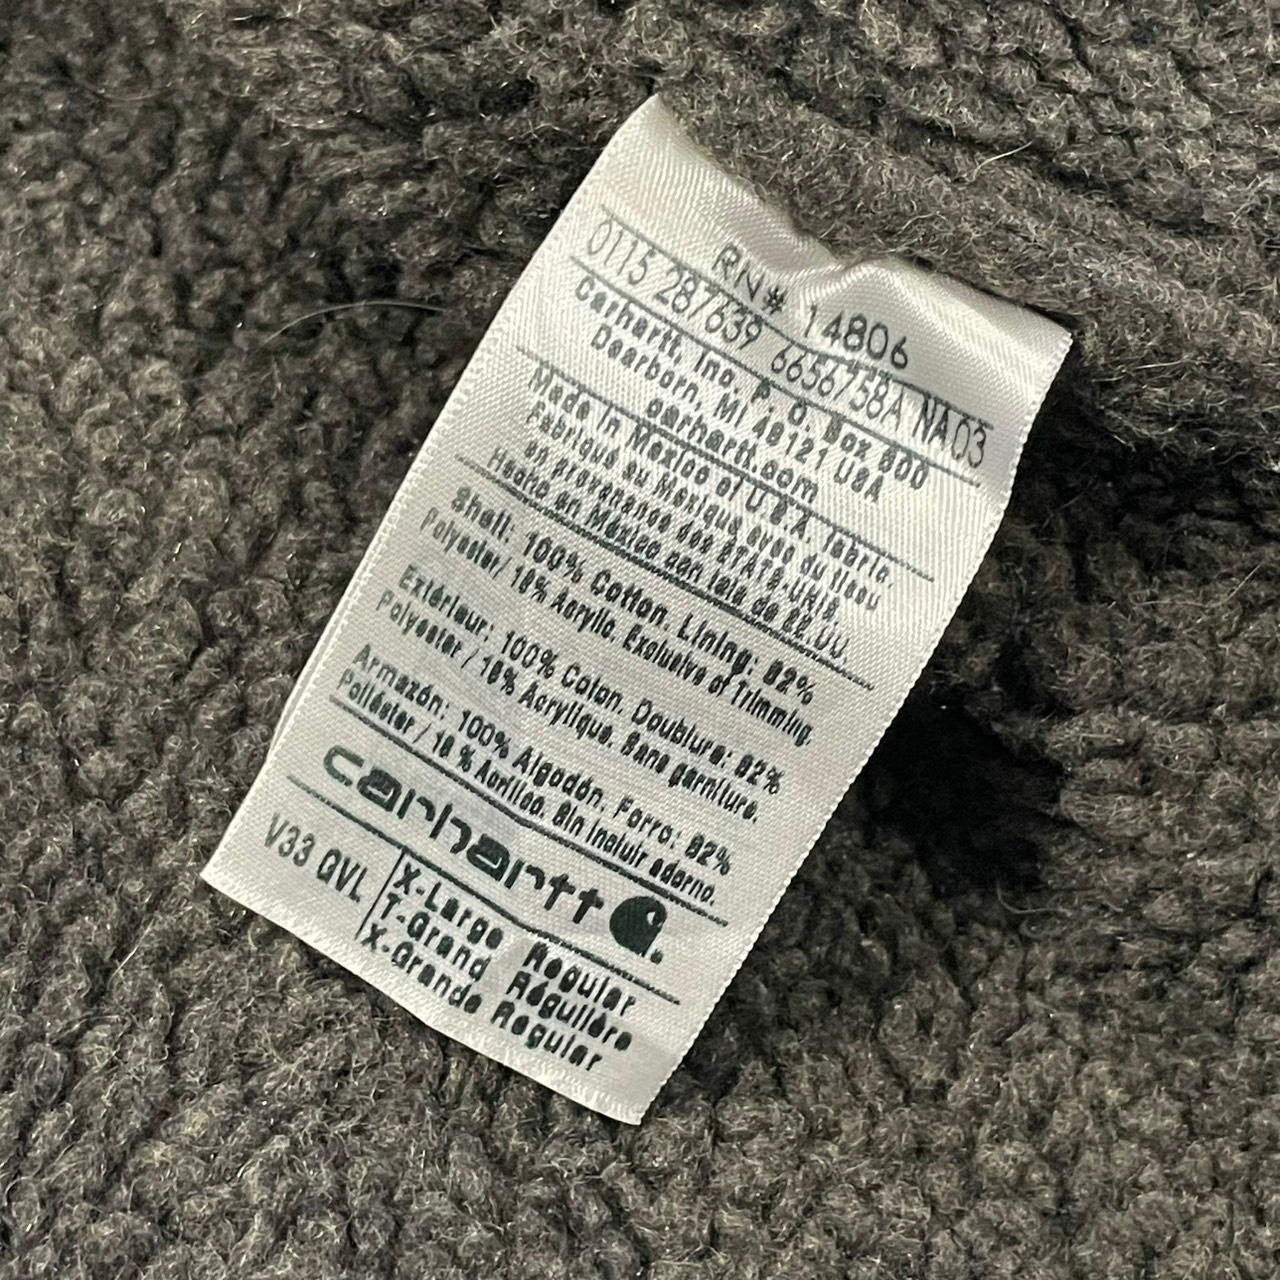 RN# 14806
0115 287639 6656758A NA03
Carhartt, Inc. P. O. Box 600
Dearborn, MI 48121 USA
carhartt.com
Made in Mexico of U.S.A. fabric.
Fabriqué au Mexique avec du tissu
en provenance des ÉTATS-UNIS.
Hecho en México con tela de EE.UU.
Shell: 100% Cotton. Lining: 82%
Polyester/ 18% Acrylic. Exclusive of Trimming.
Extérieur: 100% Coton. Doublure: 82%
Polyester / 18% Acrylique. Sans garniture.
Armazón: 100% Algodón. Forro: 82%
Poliéster / 18 % Acrílico. Sin incluir adorno.
carhartt
V33 QVL
X-Large Regular
T-Grand Régulière
X-Grande Regular